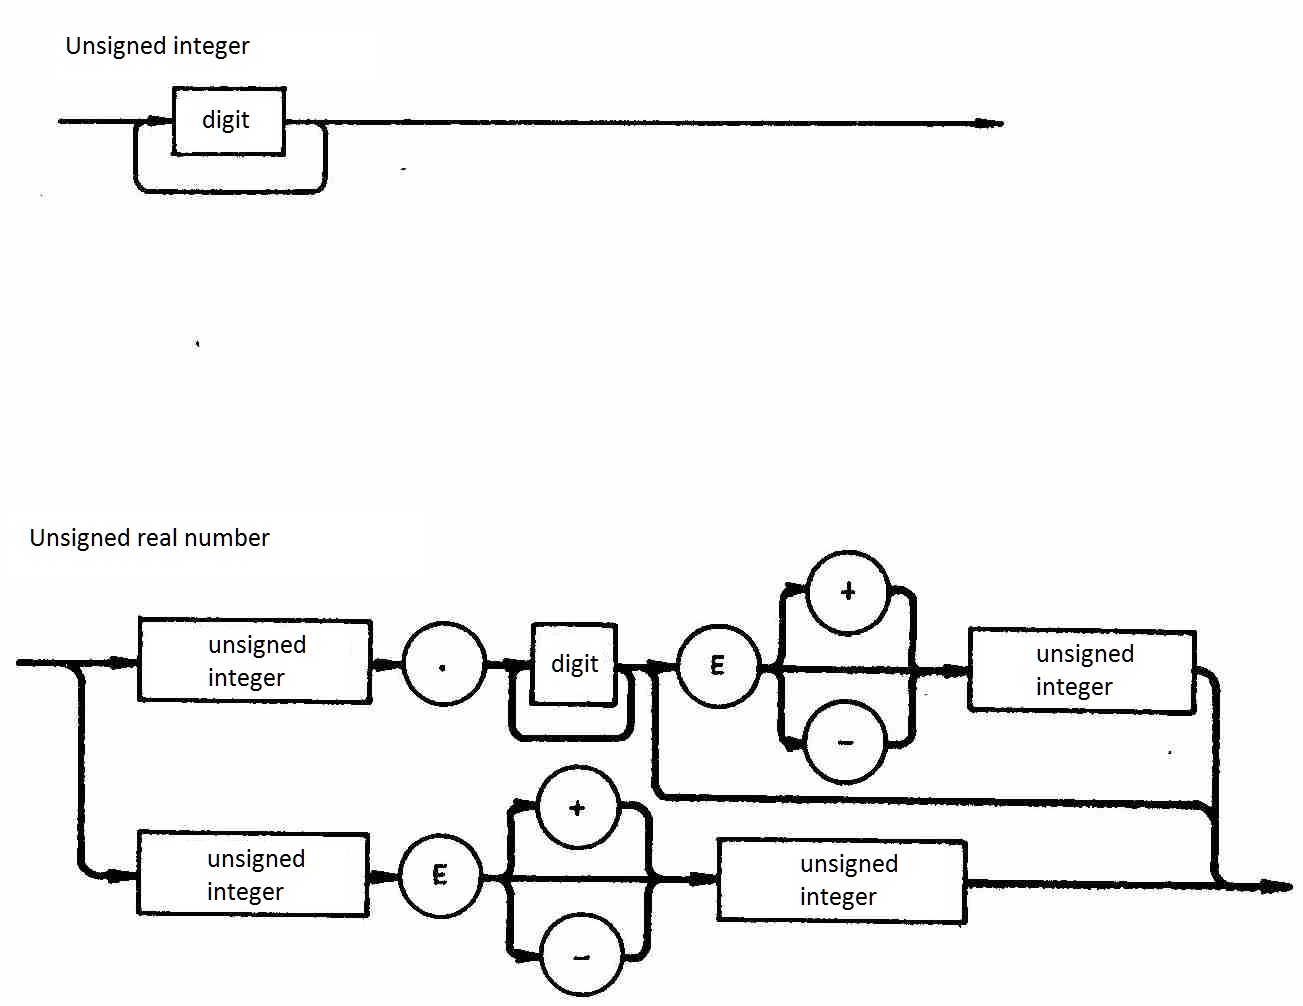 Unsigned integer
digit
Unsigned real number
+
unsigned
integer
.
digit
E
unsigned
integer
-
+
unsigned
integer
E
unsigned
integer
-